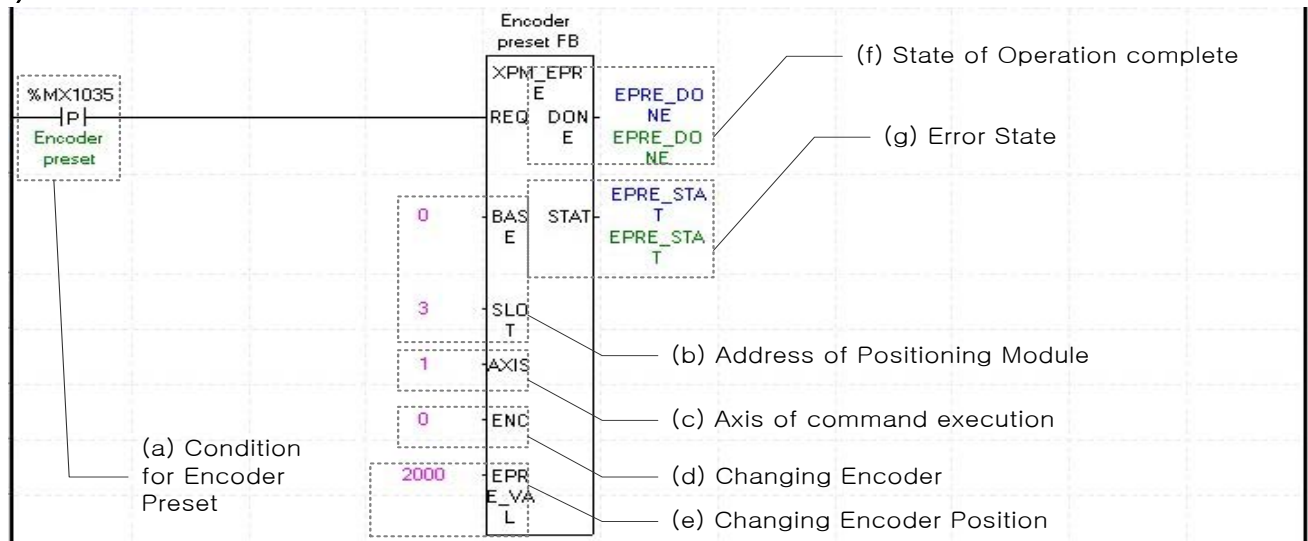 Encoder
preset FB
(f) State of Operation complete
XPM_EPR
E
%MX1035
P
Encoder
preset
REQ
DON
E
EPRE_DO
NE
EPRE_DO
NE
(g) Error State
0
BAS
E
STAT
EPRE_STA
T
EPRE_STA
T
3
SLO
T
(b) Address of Positioning Module
1
AXIS
(c) Axis of command execution
0
ENC
(a) Condition
for Encoder
Preset
(d) Changing Encoder
2000
EPR
E_VA
L
(e) Changing Encoder Position